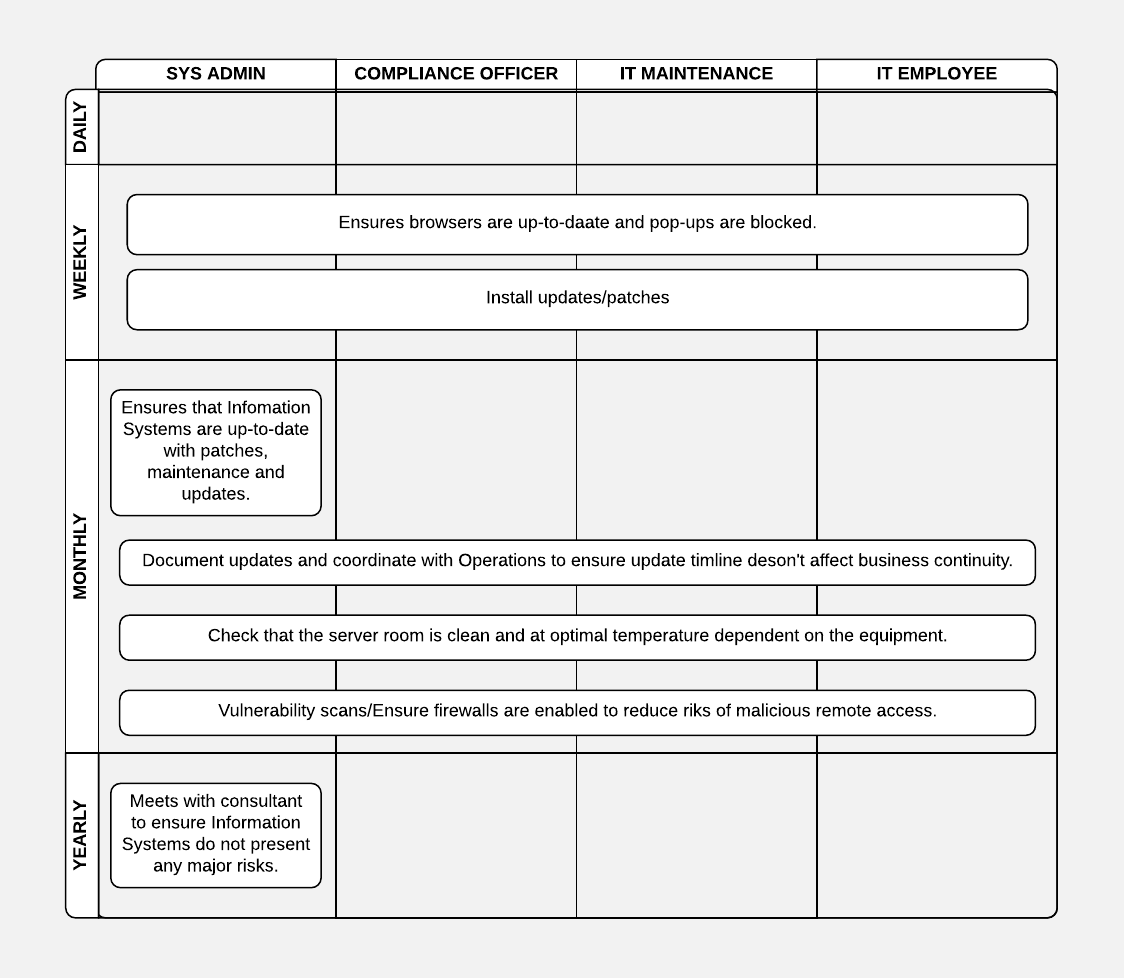 SYS ADMIN
COMPLIANCE OFFICER
IT MAINTENANCE
IT EMPLOYEE
DAILY
WEEKLY
Ensures browsers are up-to-daate and pop-ups are blocked.
Install updates/patches
MONTHLY
Ensures that Infomation
Systems are up-to-date
with patches,
maintenance and
updates.
Document updates and coordinate with Operations to ensure update timline deson't affect business continuity.
Check that the server room is clean and at optimal temperature dependent on the equipment.
Vulnerability scans/Ensure firewalls are enabled to reduce riks of malicious remote access.
YEARLY
Meets with consultant
to ensure Information
Systems do not present
any major risks.